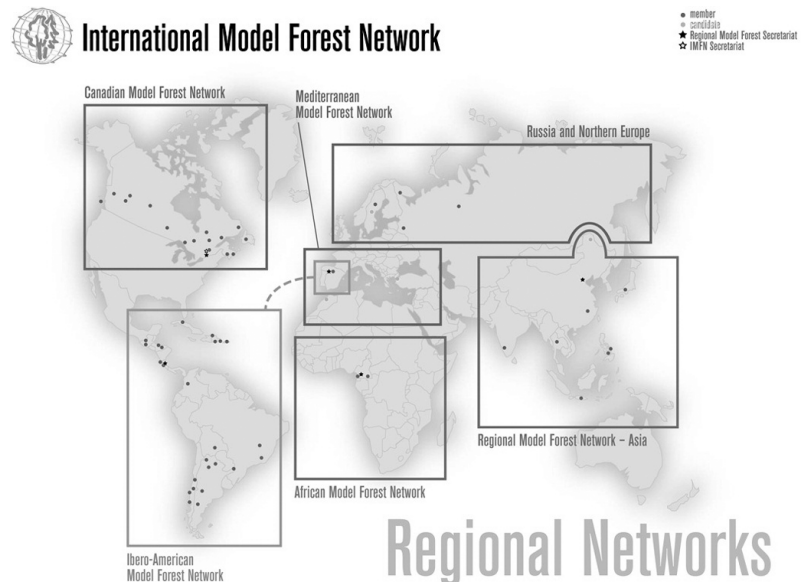 International Model Forest Network
member
candidate
Regional Model Forest Secretariat
IMFN Secretariat
Canadian Model Forest Network
Mediterranean
Model Forest Network
Russia and Northern Europe
Regional Model Forest Network – Asia
African Model Forest Network
Ibero-American
Model Forest Network
Regional Networks